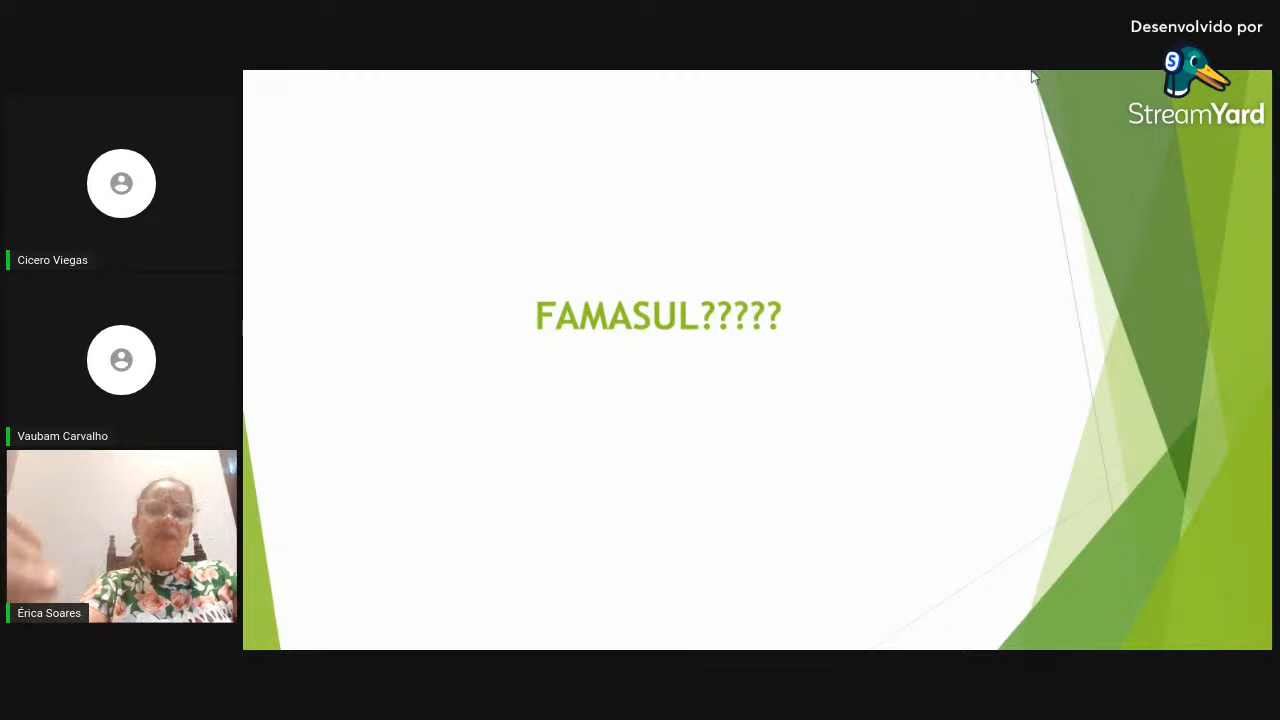 Desenvolvido por
S
StreamYard
Cicero Viegas
FAMASUL?????
Vaubam Carvalho
Érica Soares